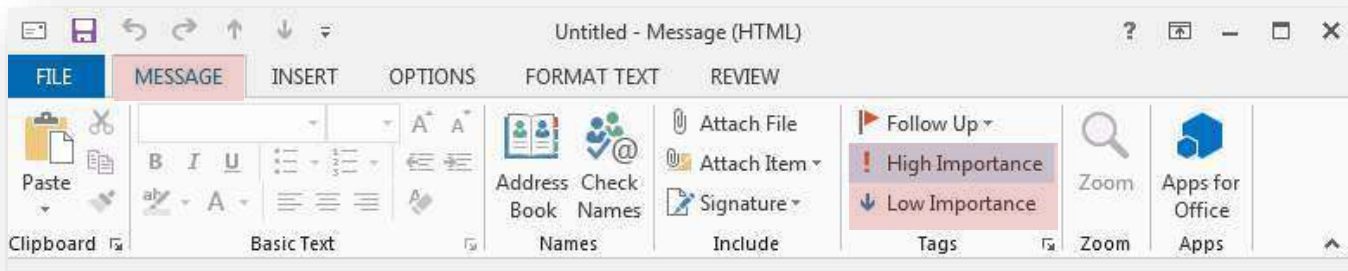 Untitled - Message (HTML) ?
FILE MESSAGE INSERT OPTIONS FORMAT TEXT REVIEW
Paste
Clipboard
B I U
A A
aby A
Basic Text
Address Book
Check Names
Names
Attach File
Attach Item
Signature
Include
Follow Up
! High Importance
Low Importance
Tags
Zoom
Zoom
Apps for
Office
Apps